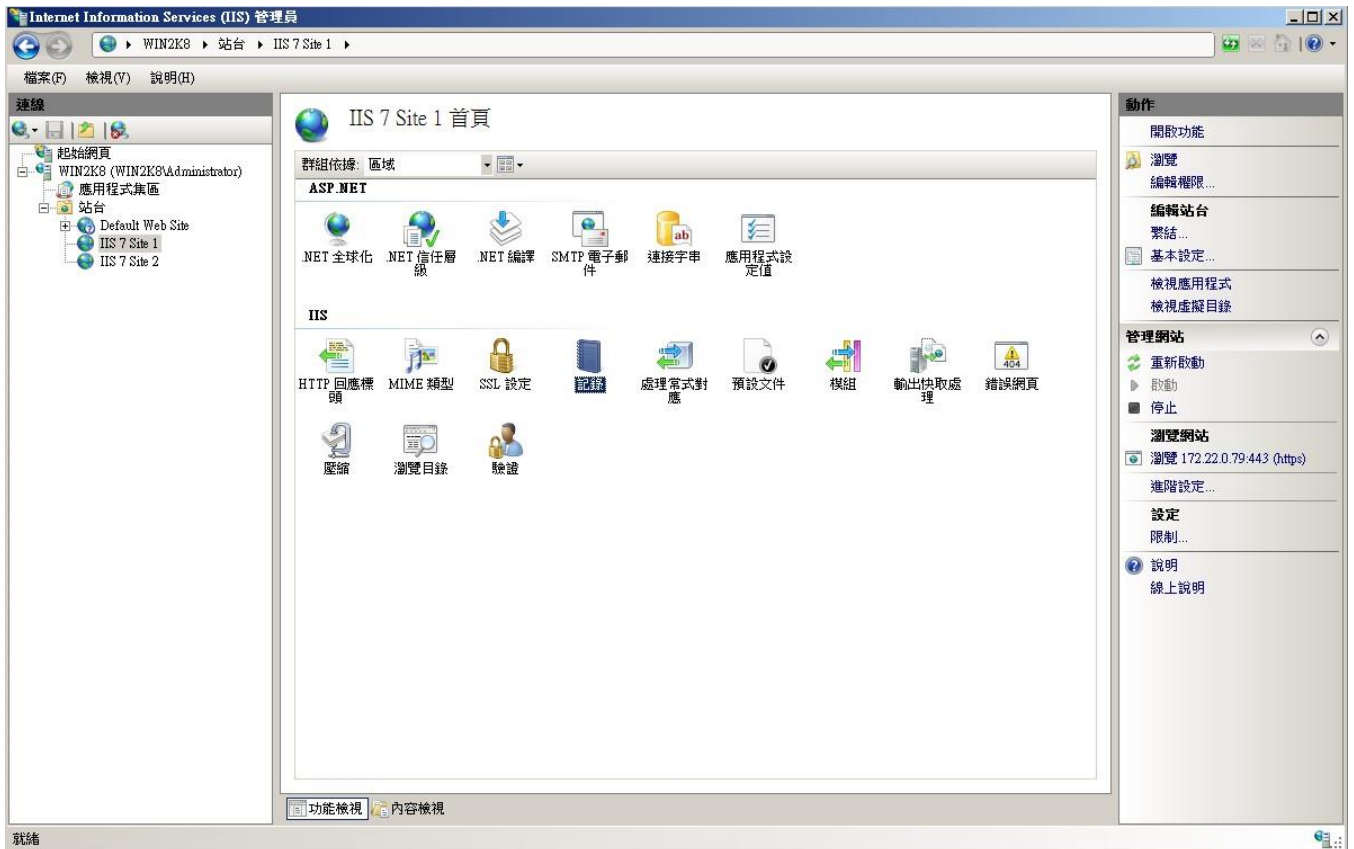 Internet Information Services (IIS) 管理員
WIN2K8 站台 IIS 7 Site 1
檔案(F) 檢視(V) 說明(H)
連線
起始網頁
WIN2K8 (WIN2K8\Administrator)
應用程式集區
站台
Default Web Site
IIS 7 Site 1
IIS 7 Site 2
IIS 7 Site 1 首頁
群組依據: 區域
ASP.NET
.NET 全球化
.NET 信任層
級
.NET 編譯
SMTP 電子郵
件
ab
連接字串
應用程式設
定值
IIS
HTTP 回應標
頭
MIME 類型
SSL 設定
記錄
處理常式對
應
預設文件
模組
輸出快取處
理
404
錯誤網頁
壓縮
瀏覽目錄
驗證
功能檢視 內容檢視
動作
開啟功能
瀏覽
編輯權限...
編輯站台
繫結...
基本設定...
檢視應用程式
檢視虛擬目錄
管理網站
重新啟動
啟動
停止
瀏覽網站
瀏覽 172.22.0.79:443 (https)
進階設定...
設定
限制...
說明
線上說明
就緒